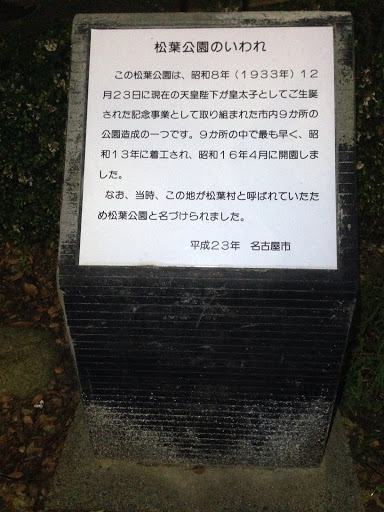 松葉公園のいわれ
この松葉公園は、昭和8年（1933年）12
月23日に現在の天皇陛下が皇太子としてご生誕
された記念事業として取り組まれた市内9か所の
公園造成の一つです。9か所の中で最も早く、昭
和13年に着工され、昭和16年4月に開園しま
した。
なお、当時、この地が松葉村と呼ばれていたた
め松葉公園と名づけられました。
平成23年　名古屋市